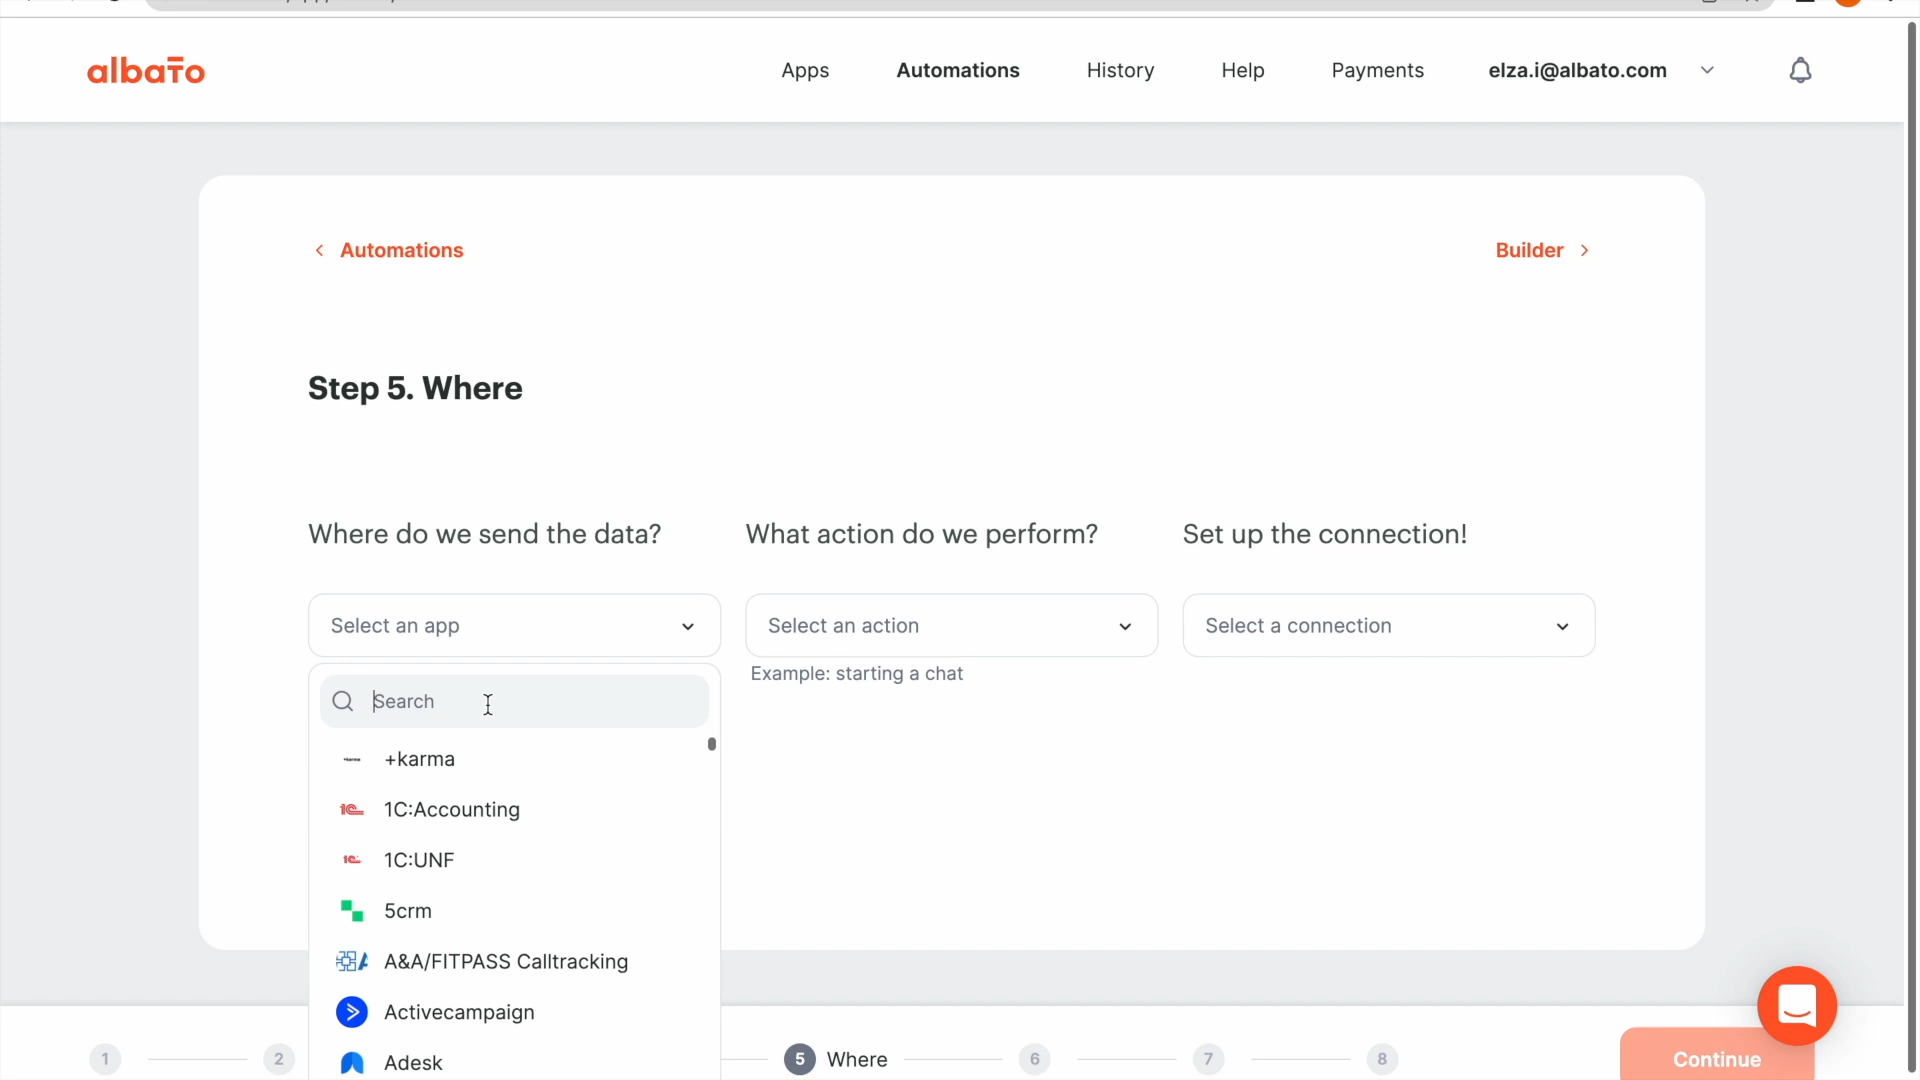 albato
Apps
Automations
History
Help
Payments
elza.i@albato.com
Automations
Builder
Step 5. Where
Where do we send the data?
What action do we perform?
Set up the connection!
Select an app
Select an action
Select a connection
Example: starting a chat
Search
+karma
1C:Accounting
1C:UNF
5crm
A&A/FITPASS Calltracking
Activecampaign
Adesk
1
2
5 Where
6
7
8
Continue